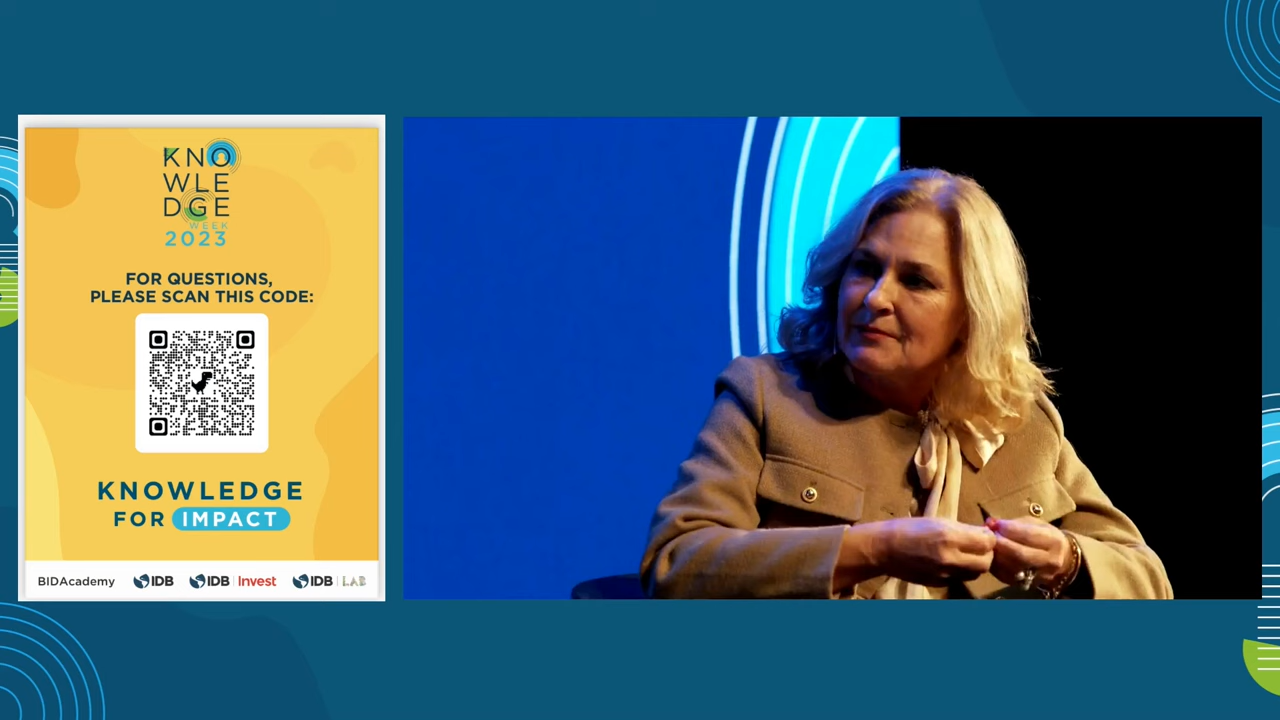 KNO
WLE
DGE
WEEK
2023
FOR QUESTIONS,
PLEASE SCAN THIS CODE:
KNOWLEDGE
FOR IMPACT
BIDAcademy IDB IDB Invest IDB LAB